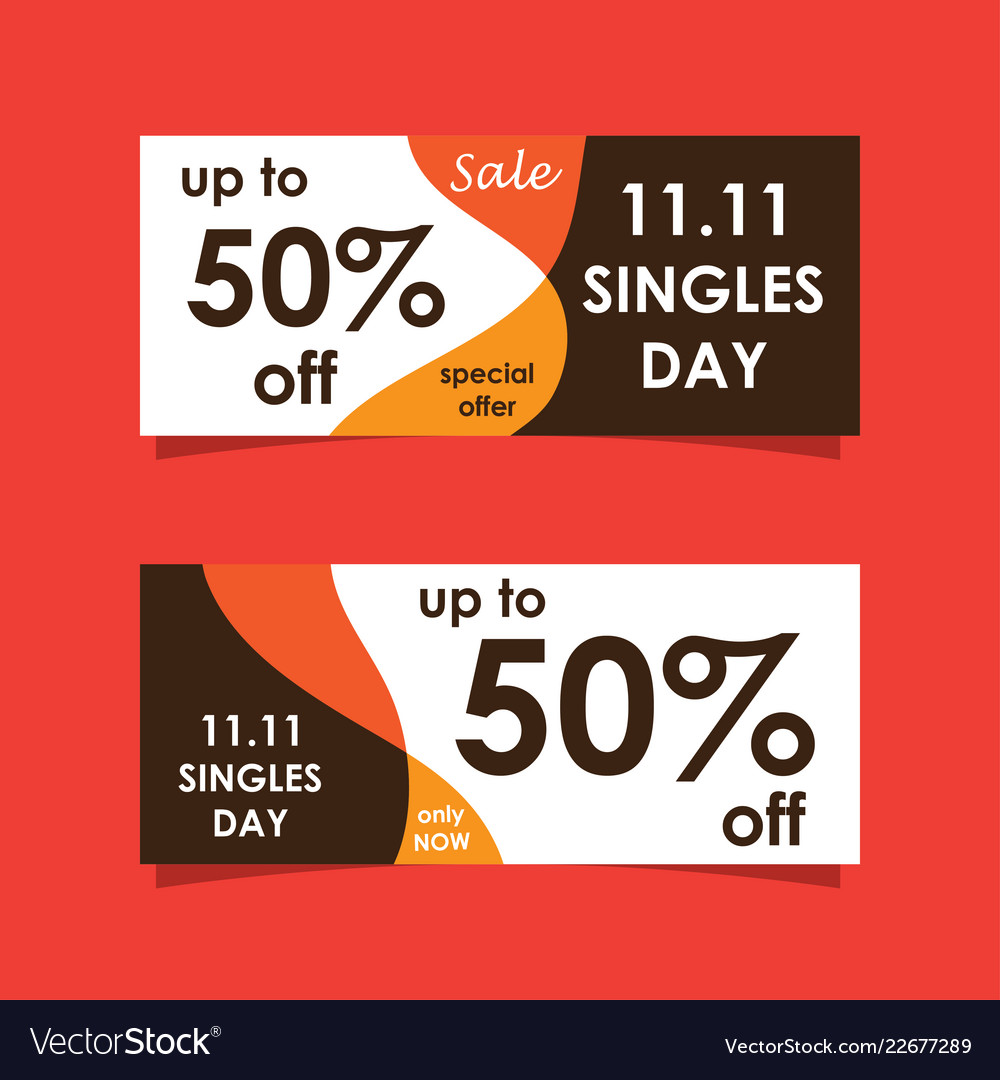 up to
50%
off
Sale
special
offer
11.11
SINGLES
DAY
11.11
SINGLES
DAY
only
NOW
up to
50%
off
VectorStock®
VectorStock.com/22677289